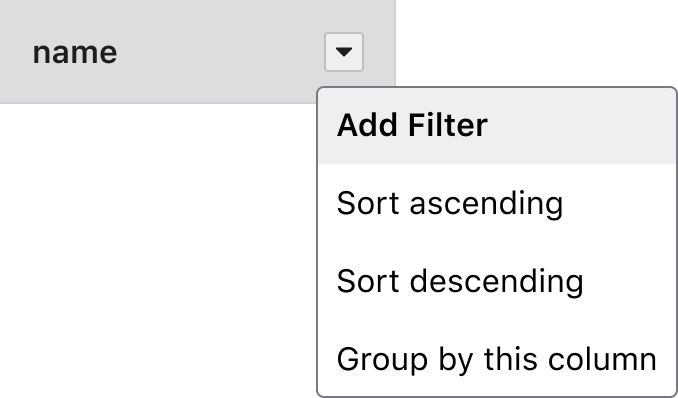 name
Add Filter
Sort ascending
Sort descending
Group by this column